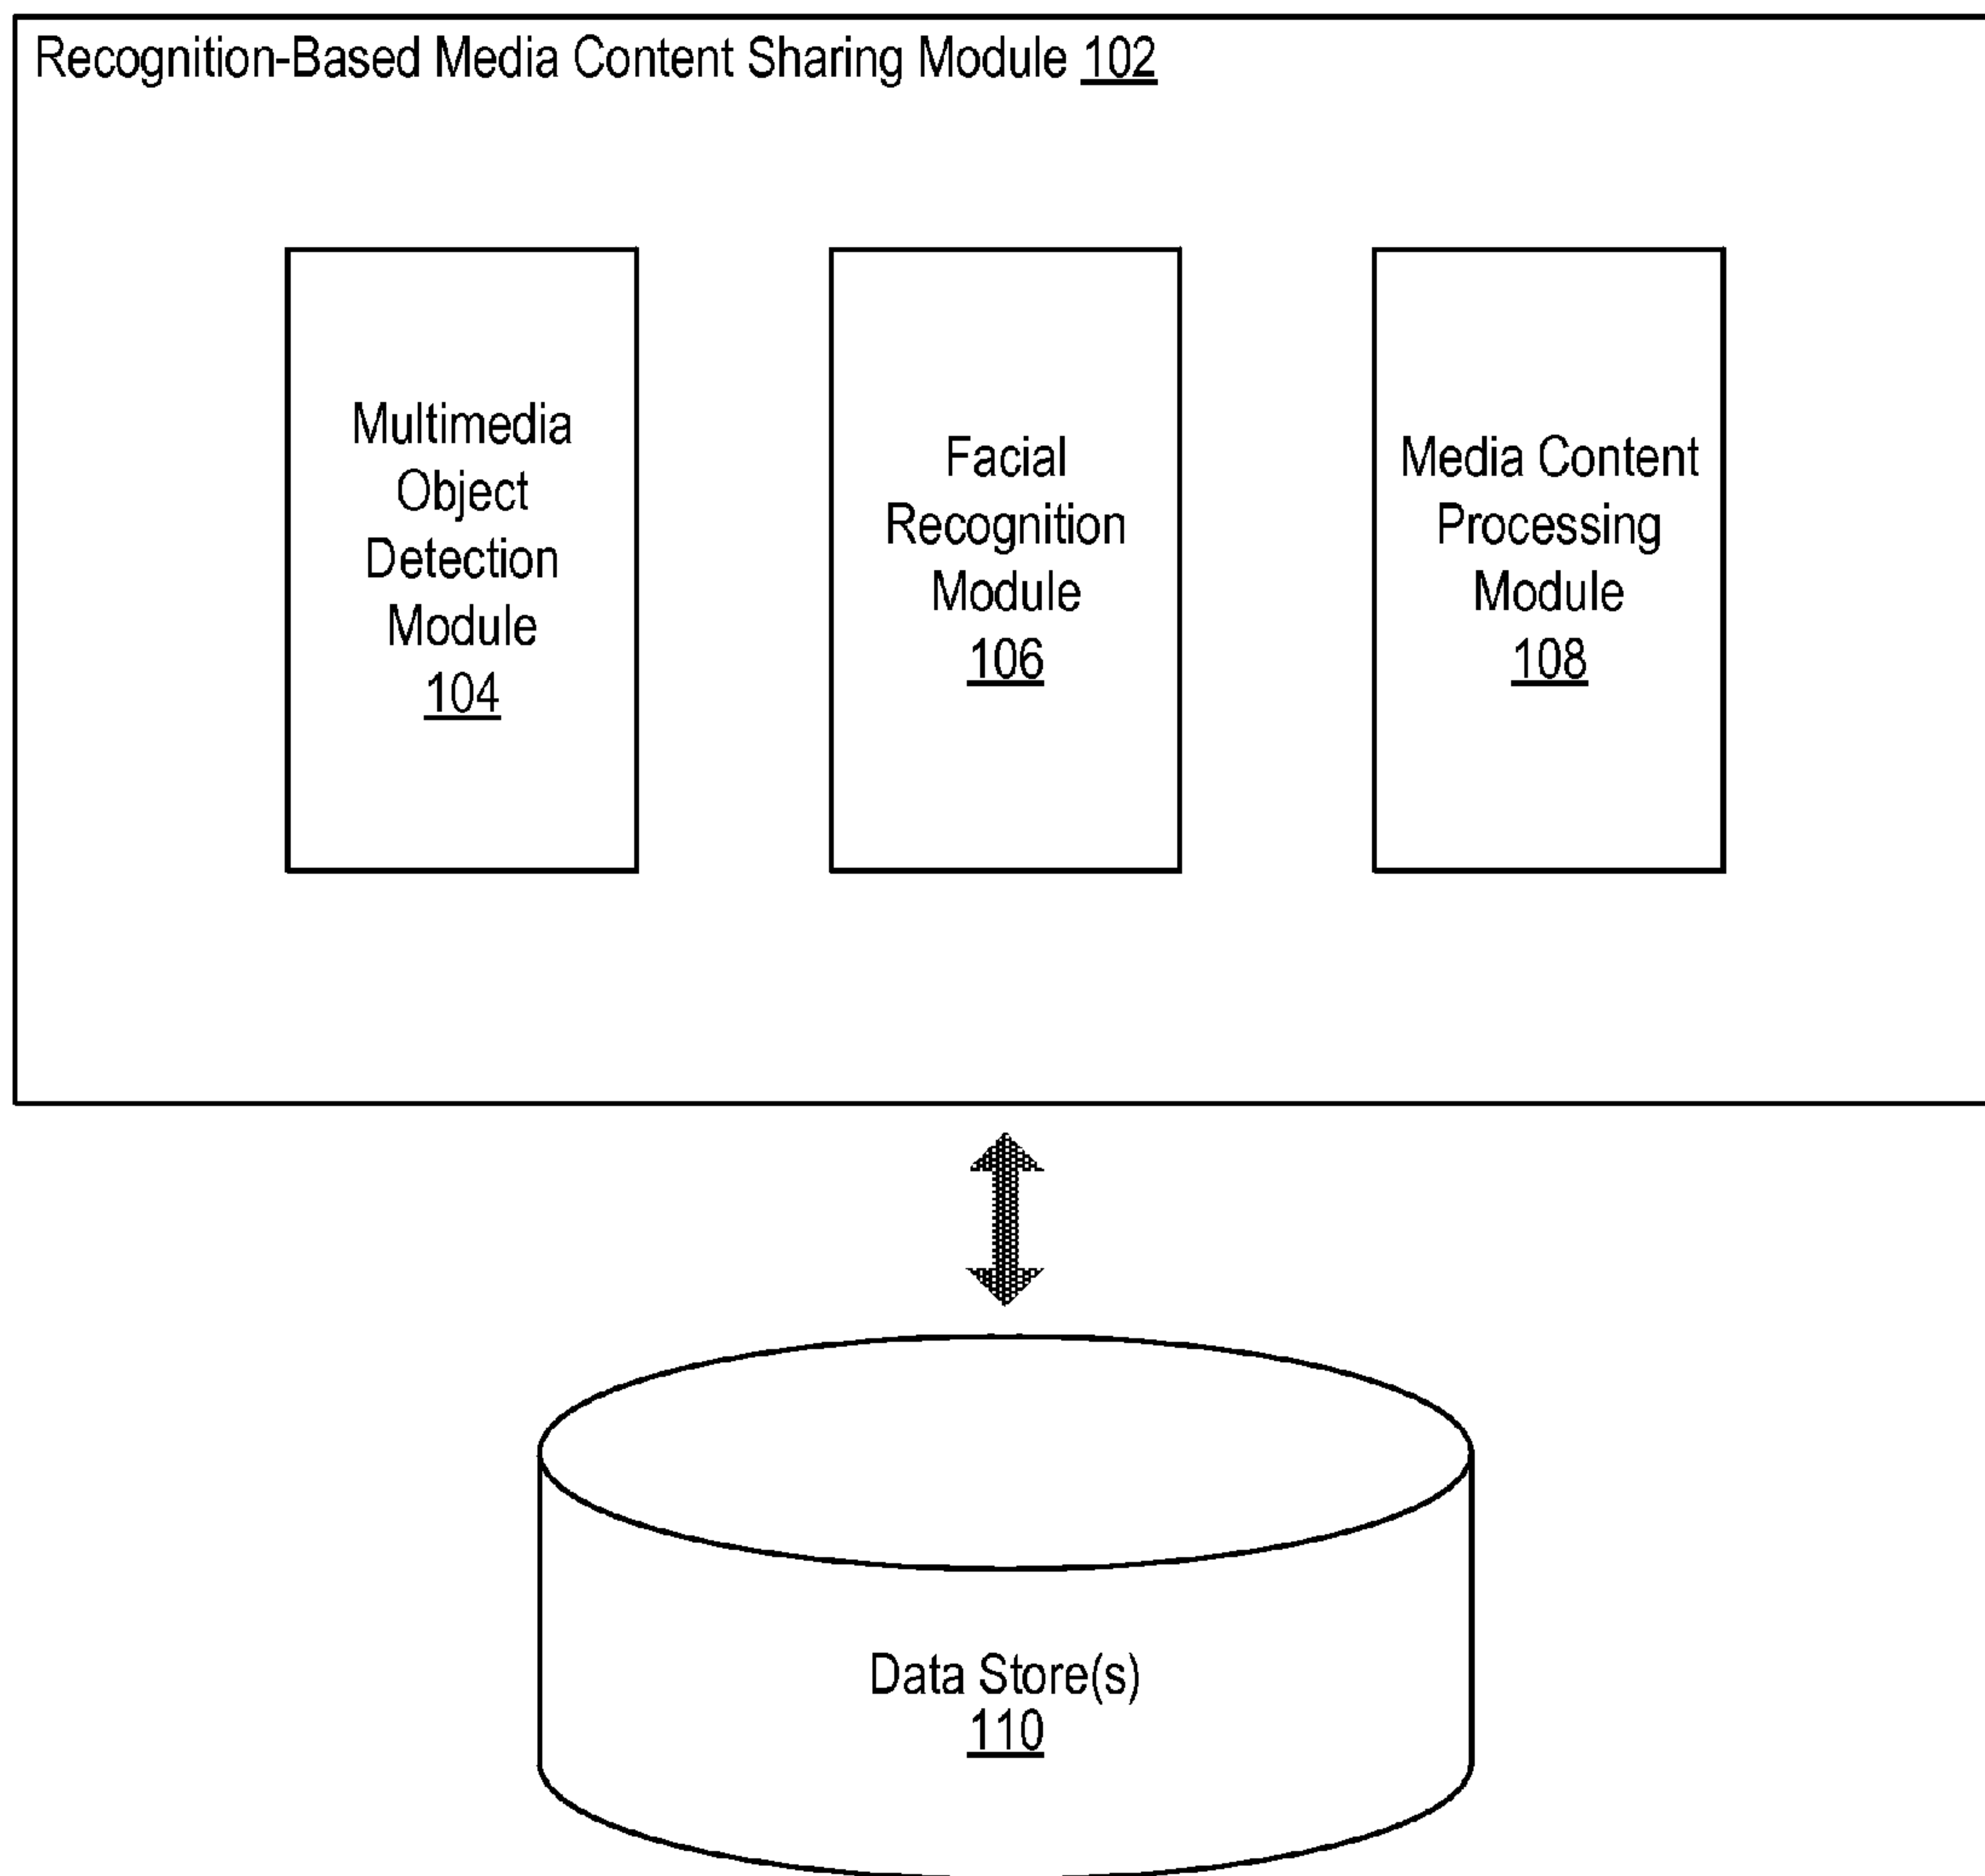 Recognition-Based Media Content Sharing Module 102
Multimedia
Object
Detection
Module
104
Facial
Recognition
Module
106
Media Content
Processing
Module
108
Data Store(s)
110